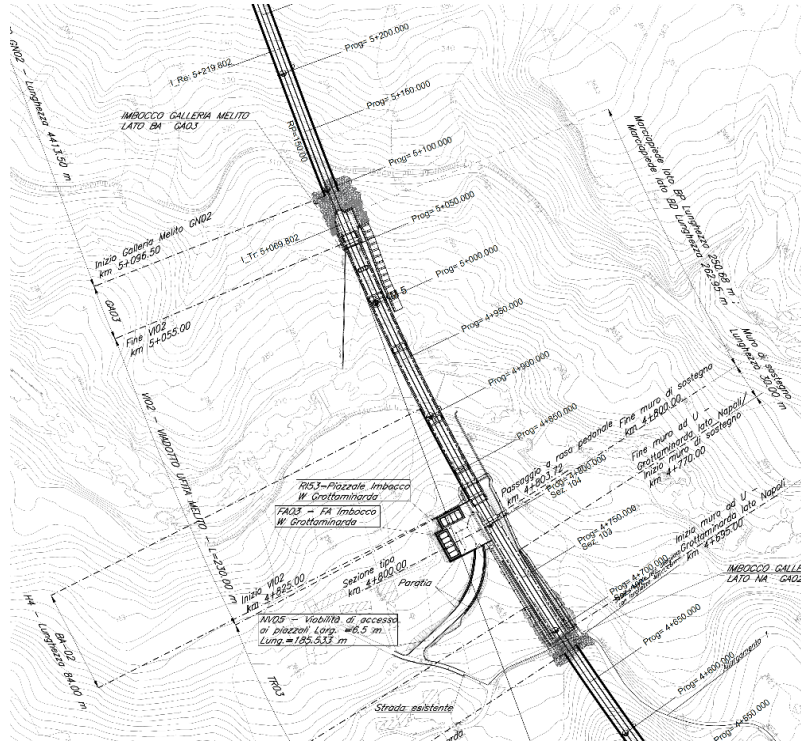 GN02 - Lunghezza 4413.50 m
I_Re: 5+219.802
Prog= 5+200.000
IMBOCCO GALLERIA MELITO
LATO BA GA03
Prog= 5+150.000
Prog= 5+100.000
Inizio Galleria Melito GN02
km 5+096.50
I_Tr: 5+069.802
Prog= 5+050.000
Marciapiede lato BP Lunghezza 250.68 m ;
Marciapiede lato BD Lunghezza 262.95 m
GA03
Fine VI02
km 5+055.00
Prog= 5+000.000
Prog= 4+950.000
Muro di sostegno
Lunghezza 30.00 m
Prog= 4+900.000
VI02 - VIADOTTO UFITA MELITO - L=230.00 m
Prog= 4+850.000
Fine muro di sostegno
km 4+800.00
Passaggio a raso pedonale
km 4+803.72
Prog= 4+800.000
Sez 104
Fine muro ad U -
Grottaminarda lato Napoli/
Inizio muro di sostegno
km 4+770.00
RI53-Piazzale Imbocco
W Grottaminarda
FA03 - FA Imbocco
W Grottaminarda
Prog= 4+750.000
Sez 103
Inizio muro ad U -
Grottaminarda lato Napoli
km 4+695.00
Prog= 4+700.000
Inizio VI02
km 4+825.00
Sezione tipo
km 4+800.00
Paratia
IMBOCCO GALLE
LATO NA GA02
NV05 - Viabilità di accesso
ai piazzali Larg. =6.5 m
Lung.=185.533 m
Prog= 4+650.000
BA-02
H4 - Lunghezza 84.00 m
TR03
Prog= 4+600.000
Strada esistente
Prog= 4+550.000